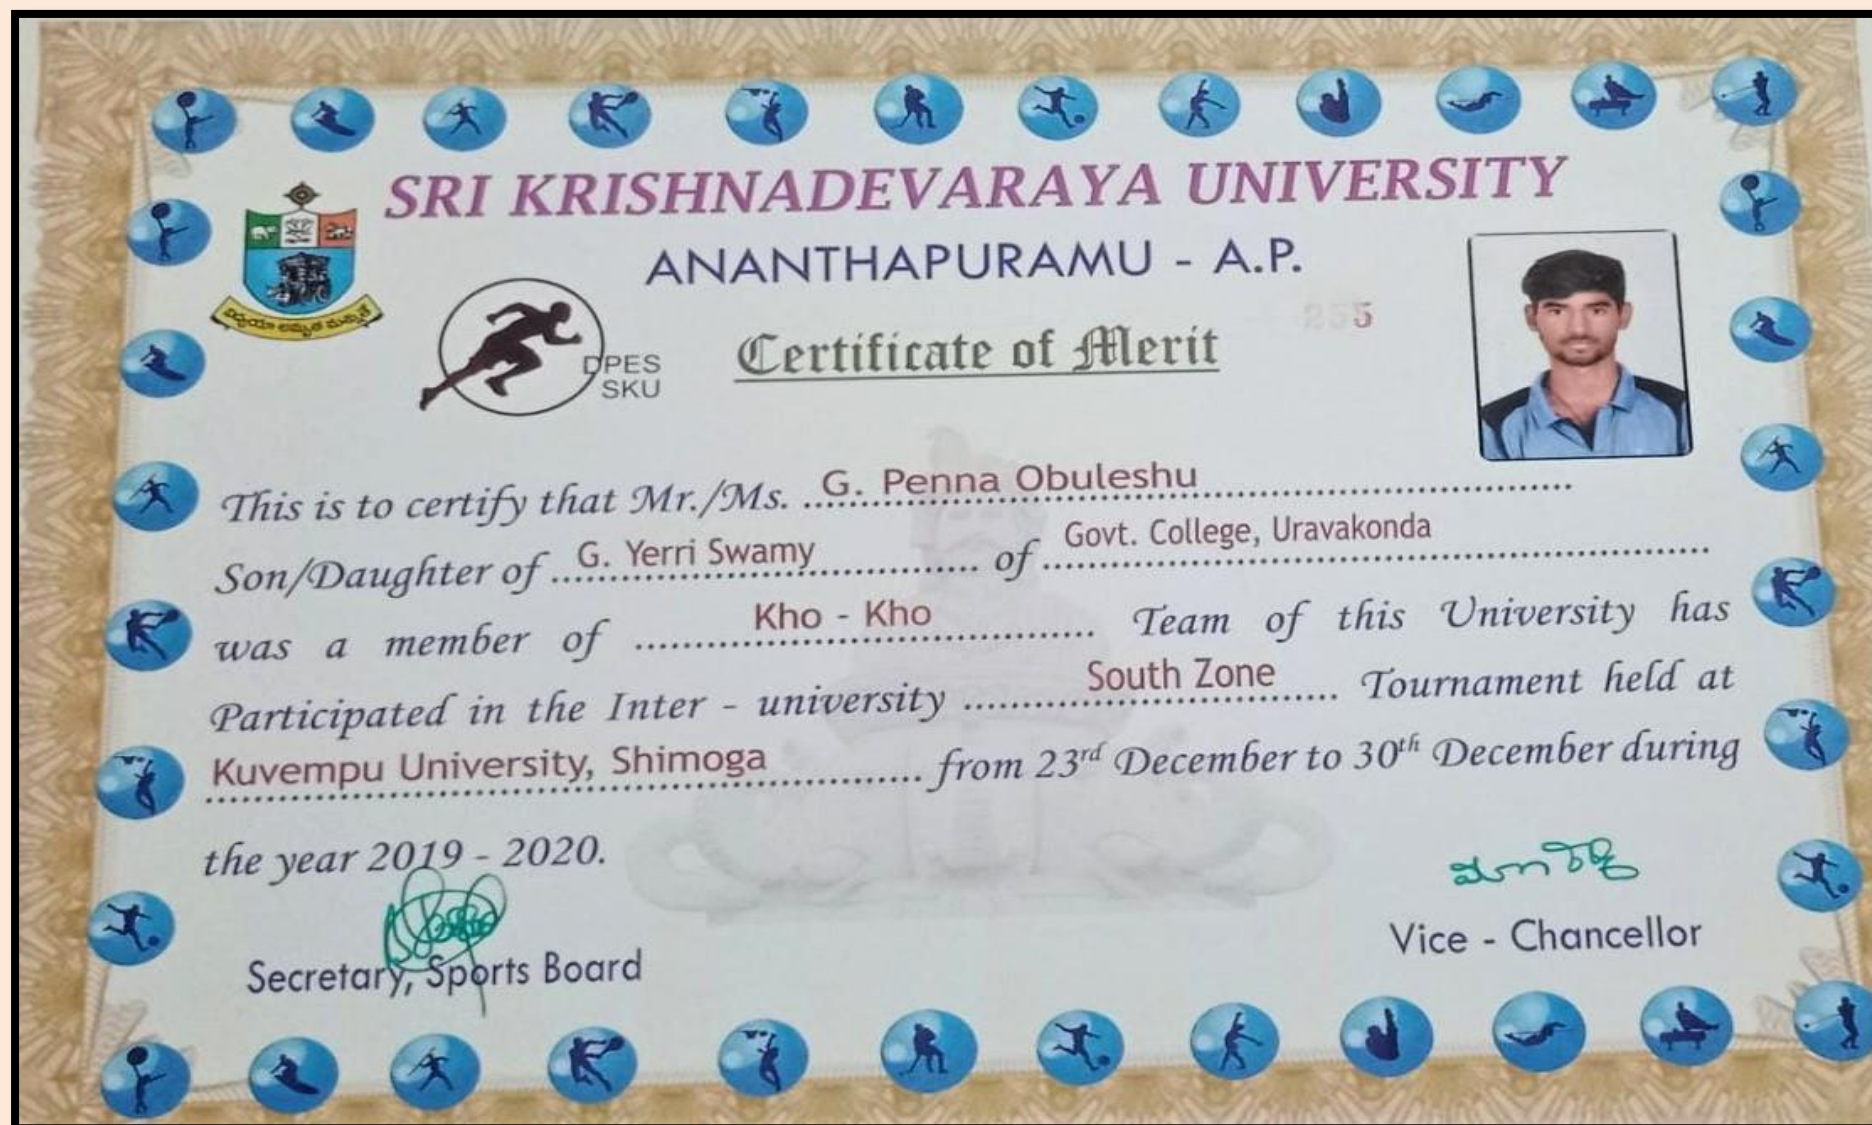 SRI KRISHNADEVARAYA UNIVERSITY
ANANTHAPURAMU - A.P.
255
DPES
SKU
Certificate of Merit
This is to certify that Mr./Ms. G. Penna Obuleshu
Son/Daughter of G. Yerri Swamy of Govt. College, Uravakonda
was a member of Kho - Kho Team of this University has
Participated in the Inter - university South Zone Tournament held at
Kuvempu University, Shimoga from 23rd December to 30th December during
the year 2019 - 2020.
Secretary, Sports Board
Vice - Chancellor